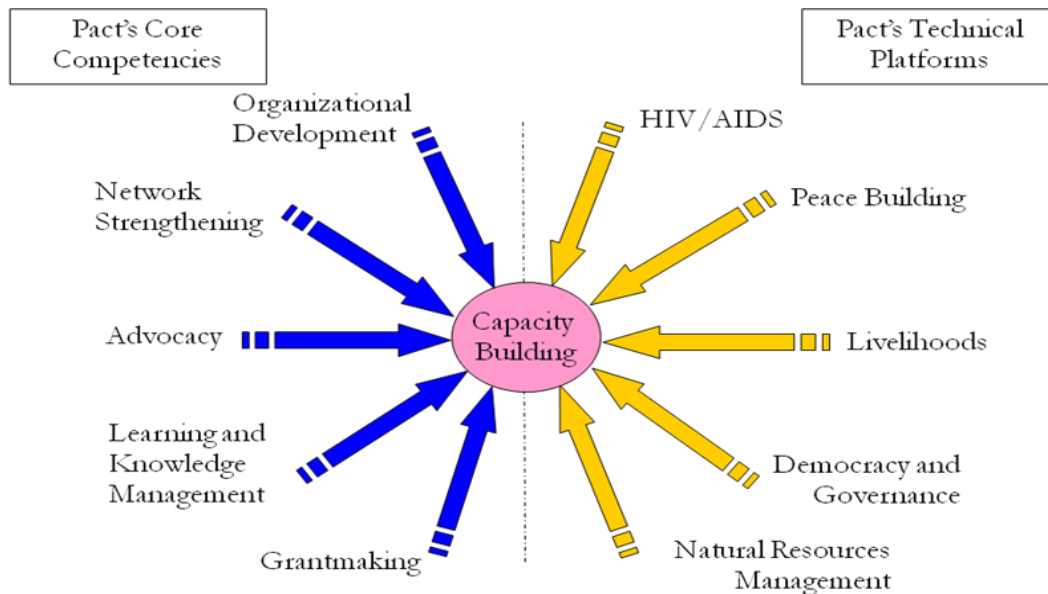 Pact's Core
Competencies
Pact's Technical
Platforms
Organizational
Development
Network
Strengthening
Advocacy
Learning and
Knowledge
Management
Grantmaking
Capacity
Building
HIV/AIDS
Peace Building
Livelihoods
Democracy and
Governance
Natural Resources
Management